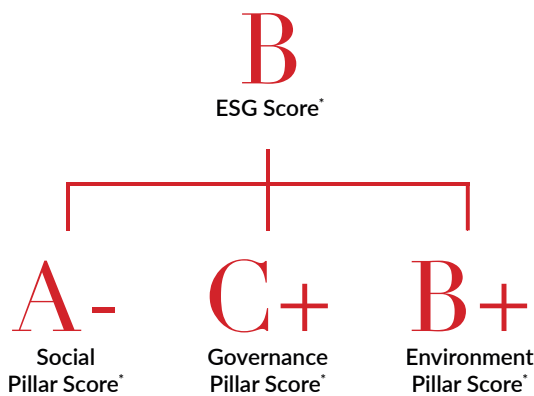 B
ESG Score*
A-
Social
Pillar Score*
C+
Governance
Pillar Score*
B+
Environment
Pillar Score*